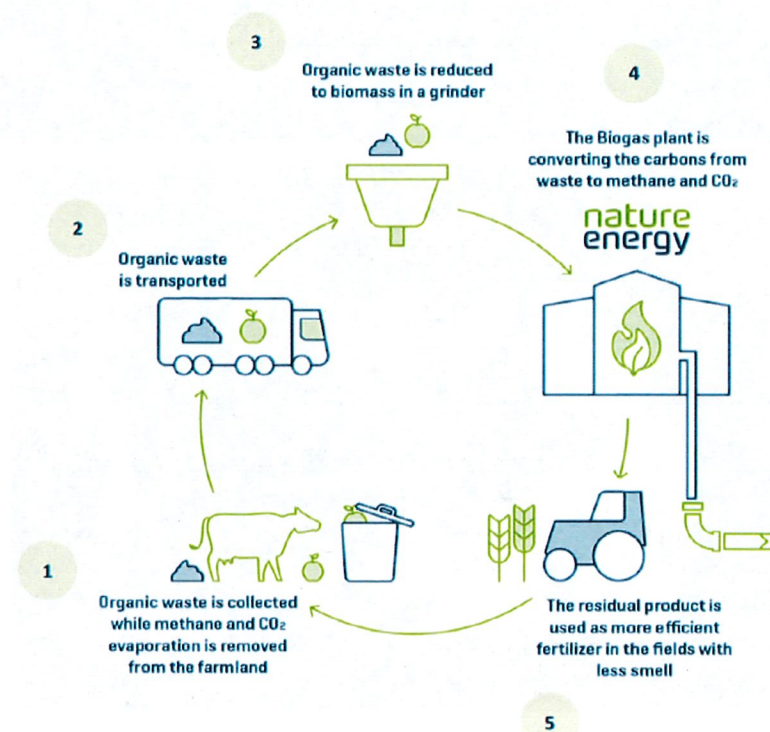 3
Organic waste is reduced
to biomass in a grinder
4
The Biogas plant is
converting the carbons from
waste to methane and CO₂
nature
energy
2
Organic waste
is transported
1
Organic waste is collected
while methane and CO₂
evaporation is removed
from the farmland
The residual product is
used as more efficient
fertilizer in the fields with
less smell
5